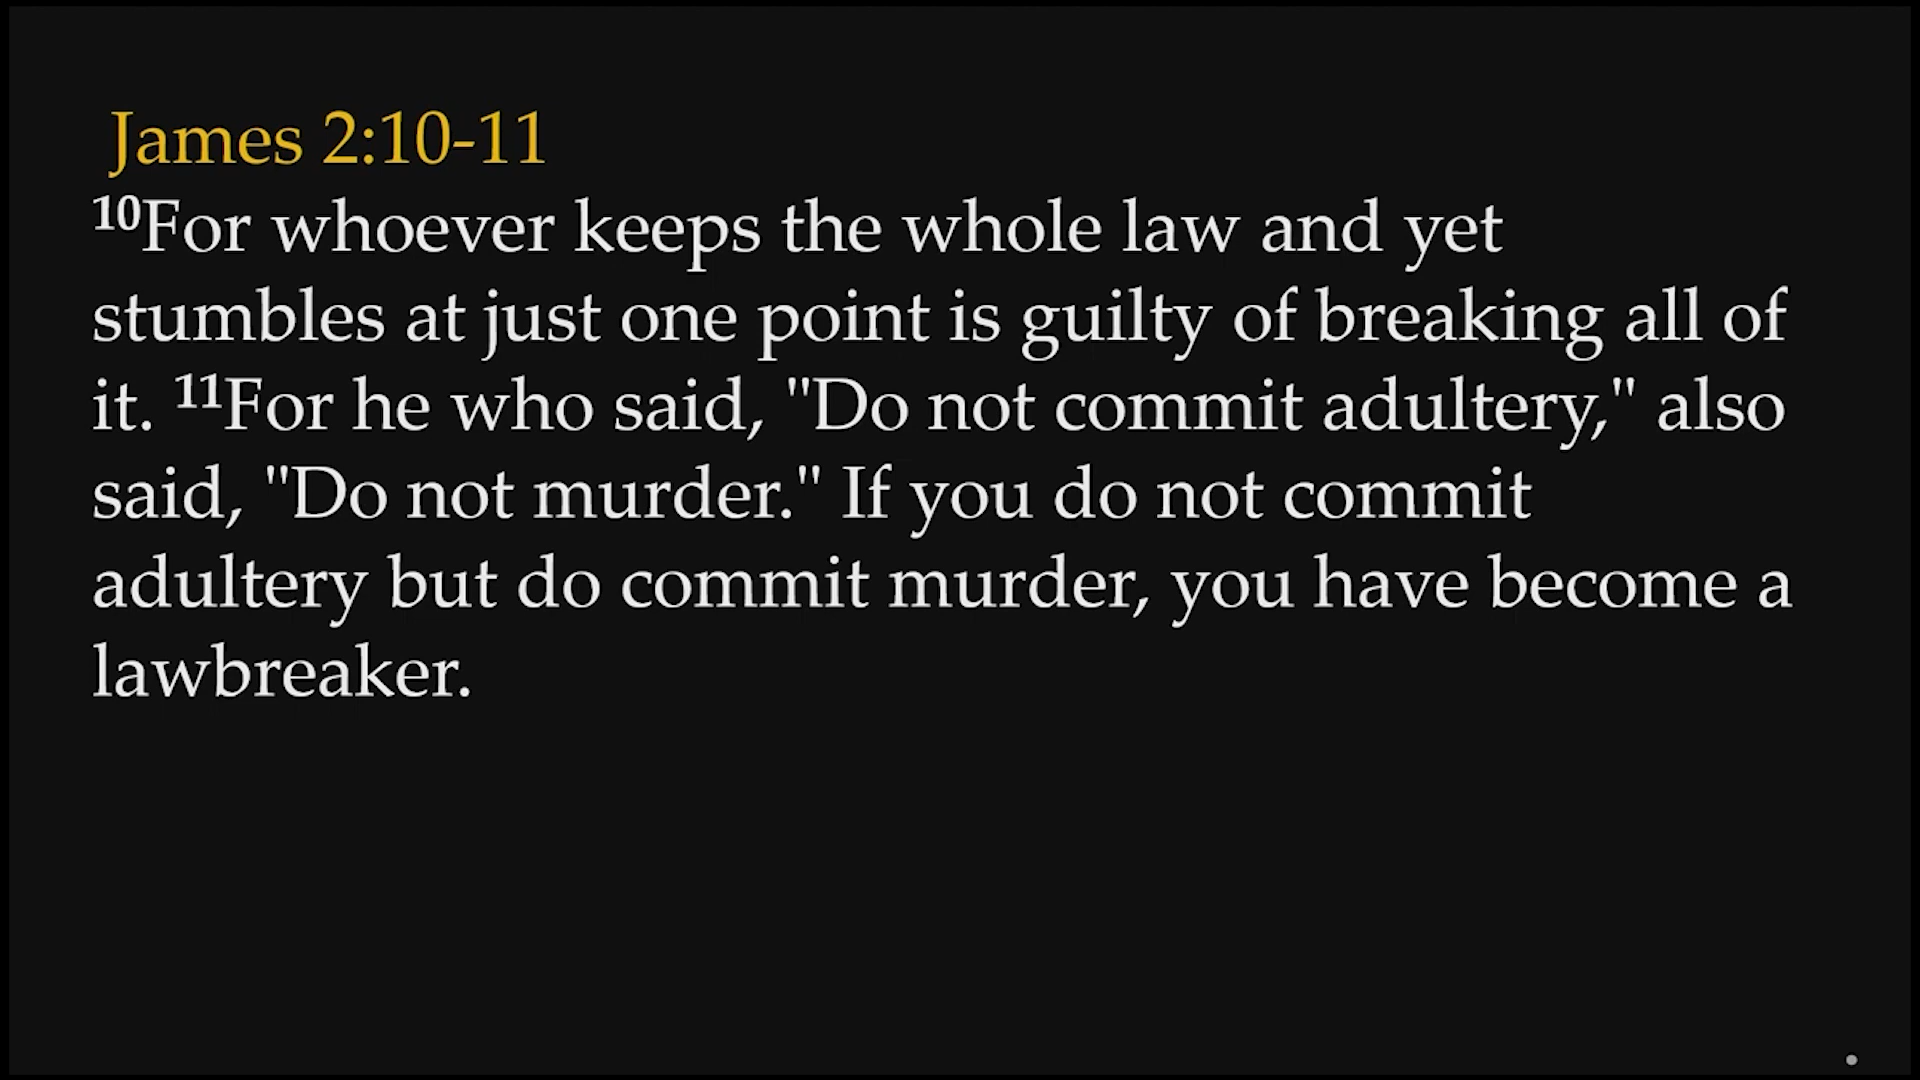 James 2:10-11
¹⁰For whoever keeps the whole law and yet
stumbles at just one point is guilty of breaking all of
it. ¹¹For he who said, "Do not commit adultery," also
said, "Do not murder." If you do not commit
adultery but do commit murder, you have become a
lawbreaker.